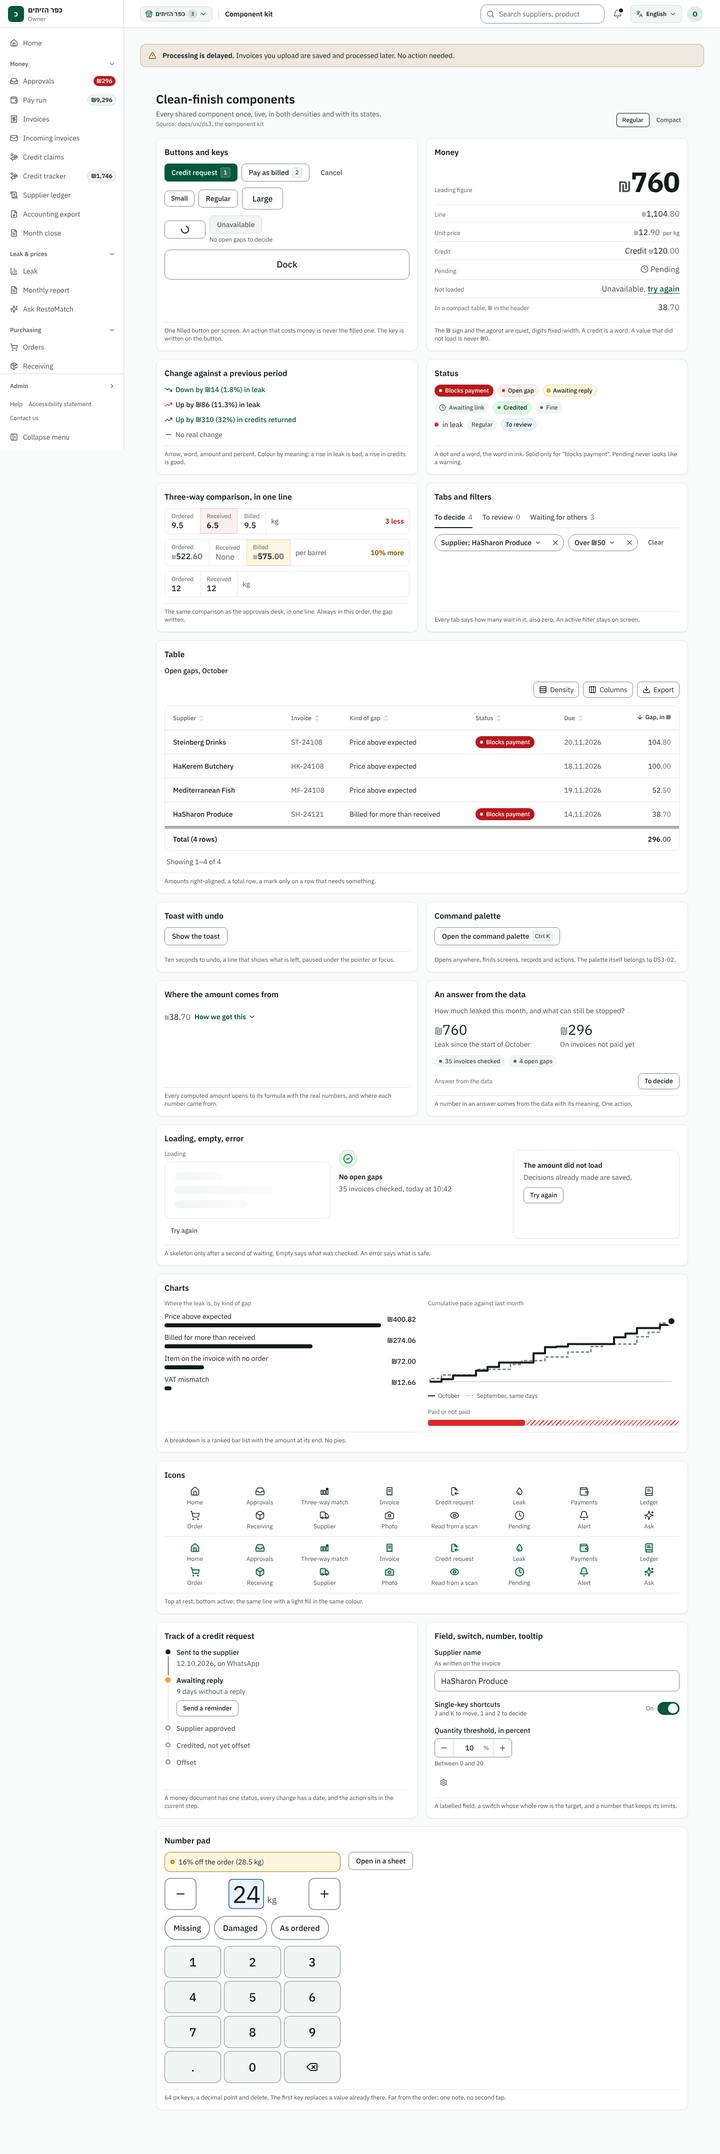 כ
כפר הזיתים
Owner
כפר הזיתים 3
Component kit
Search suppliers, product
English
O
Home
Money
Approvals ₪296
Pay run ₪9,296
Invoices
Incoming invoices
Credit claims
Credit tracker ₪1,746
Supplier ledger
Accounting export
Month close
Leak & prices
Leak
Monthly report
Ask RestoMatch
Purchasing
Orders
Receiving
Admin
Help Accessibility statement
Contact us
Collapse menu
Processing is delayed. Invoices you upload are saved and processed later. No action needed.
Clean-finish components
Every shared component once, live, in both densities and with its states.
Source: docs/ux/ds3, the component kit
Regular Compact
Buttons and keys
Credit request 1 Pay as billed 2 Cancel
Small Regular Large
Unavailable
No open gaps to decide
Dock
One filled button per screen. An action that costs money is never the filled one. The key is
written on the button.
Money
Leading figure ₪760
Line ₪1,104.80
Unit price ₪12.90 per kg
Credit Credit ₪120.00
Pending Pending
Not loaded Unavailable, try again
In a compact table, ₪ in the header 38.70
The ₪ sign and the agorot are quiet, digits fixed-width. A credit is a word. A value that did
not load is never ₪0.
Change against a previous period
Down by ₪14 (1.8%) in leak
Up by ₪86 (11.3%) in leak
Up by ₪310 (32%) in credits returned
No real change
Arrow, word, amount and percent. Colour by meaning: a rise in leak is bad, a rise in credits
is good.
Status
Blocks payment Open gap Awaiting reply
Awaiting link Credited Fine
in leak Regular To review
A dot and a word, the word in ink. Solid only for "blocks payment". Pending never looks like
a warning.
Three-way comparison, in one line
Ordered Received Billed
9.5 6.5 9.5 kg 3 less
Ordered Received Billed
₪522.60 None ₪575.00 per barrel 10% more
Ordered Received
12 12 kg
The same comparison as the approvals desk, in one line. Always in this order, the gap
written.
Tabs and filters
To decide 4 To review 0 Waiting for others 3
Supplier: HaSharon Produce Over ₪50 Clear
Every tab says how many wait in it, also zero. An active filter stays on screen.
Table
Open gaps, October
Density Columns Export
Supplier Invoice Kind of gap Status Due Gap, in ₪
Steinberg Drinks ST-24108 Price above expected Blocks payment 20.11.2026 104.80
HaKerem Butchery HK-24108 Price above expected 18.11.2026 100.00
Mediterranean Fish MF-24108 Price above expected 19.11.2026 52.50
HaSharon Produce SH-24121 Billed for more than received Blocks payment 14.11.2026 38.70
Total (4 rows) 296.00
Showing 1–4 of 4
Amounts right-aligned, a total row, a mark only on a row that needs something.
Toast with undo
Show the toast
Ten seconds to undo, a line that shows what is left, paused under the pointer or focus.
Command palette
Open the command palette Ctrl K
Opens anywhere, finds screens, records and actions. The palette itself belongs to DS3-02.
Where the amount comes from
₪38.70 How we got this
Every computed amount opens to its formula with the real numbers, and where each
number came from.
An answer from the data
How much leaked this month, and what can still be stopped?
₪760 ₪296
Leak since the start of October On invoices not paid yet
35 invoices checked 4 open gaps
Answer from the data To decide
A number in an answer comes from the data with its meaning. One action.
Loading, empty, error
Loading
Try again
No open gaps
35 invoices checked, today at 10:42
The amount did not load
Decisions already made are saved.
Try again
A skeleton only after a second of waiting. Empty says what was checked. An error says what is safe.
Charts
Where the leak is, by kind of gap
Price above expected ₪400.82
Billed for more than received ₪274.06
Item on the invoice with no order ₪72.00
VAT mismatch ₪12.66
Cumulative pace against last month
October September, same days
Paid or not paid
A breakdown is a ranked bar list with the amount at its end. No pies.
Icons
Home Approvals Three-way match Invoice Credit request Leak Payments Ledger
Order Receiving Supplier Photo Read from a scan Pending Alert Ask
Home Approvals Three-way match Invoice Credit request Leak Payments Ledger
Order Receiving Supplier Photo Read from a scan Pending Alert Ask
Top at rest, bottom active: the same line with a light fill in the same colour.
Track of a credit request
Sent to the supplier
12.10.2026, on WhatsApp
Awaiting reply
9 days without a reply
Send a reminder
Supplier approved
Credited, not yet offset
Offset
A money document has one status, every change has a date, and the action sits in the
current step.
Field, switch, number, tooltip
Supplier name
As written on the invoice
HaSharon Produce
Single-key shortcuts
J and K to move, 1 and 2 to decide
On
Quantity threshold, in percent
− 10 % +
Between 0 and 20
A labelled field, a switch whose whole row is the target, and a number that keeps its limits.
Number pad
16% off the order (28.5 kg) Open in a sheet
− 24 kg +
Missing Damaged As ordered
1 2 3
4 5 6
7 8 9
. 0
64 px keys, a decimal point and delete. The first key replaces a value already there. Far from the order: one note, no second tap.